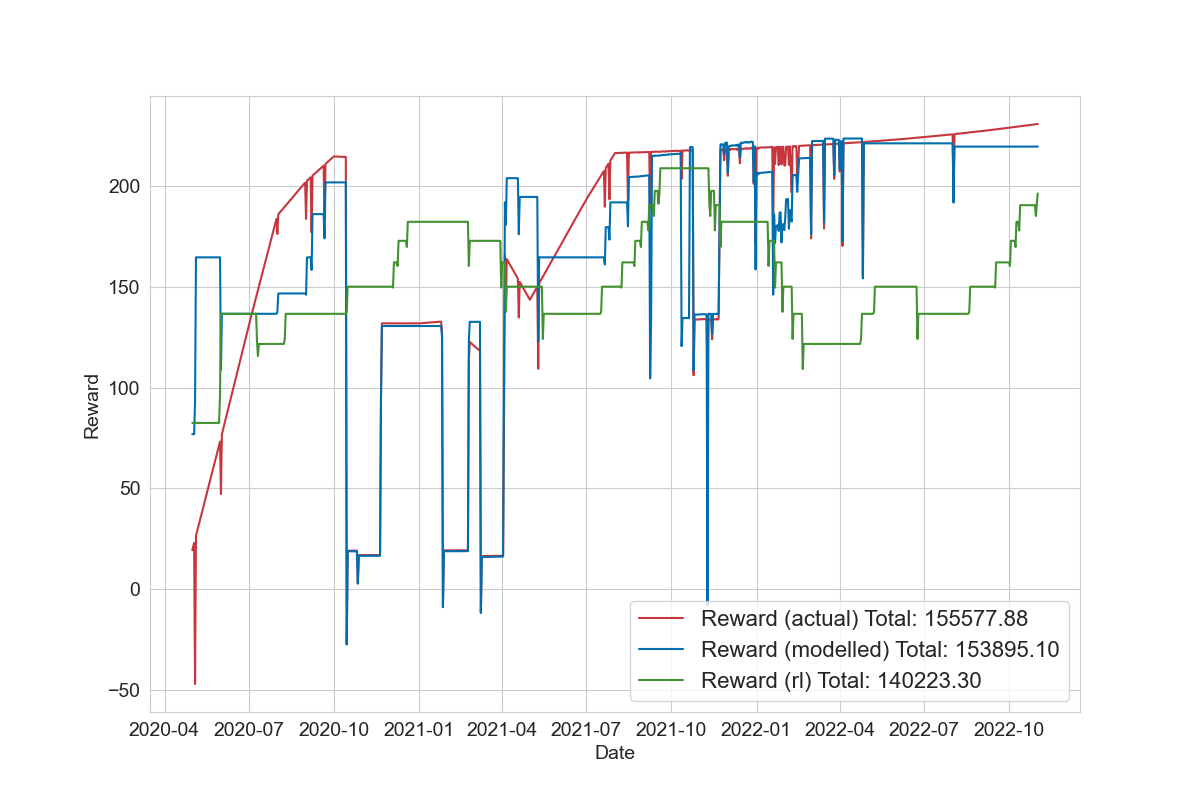 200
150
100
50
0
−50
Reward
2020-04 2020-07 2020-10 2021-01 2021-04 2021-07 2021-10 2022-01 2022-04 2022-07 2022-10
Date
Reward (actual) Total: 155577.88
Reward (modelled) Total: 153895.10
Reward (rl) Total: 140223.30